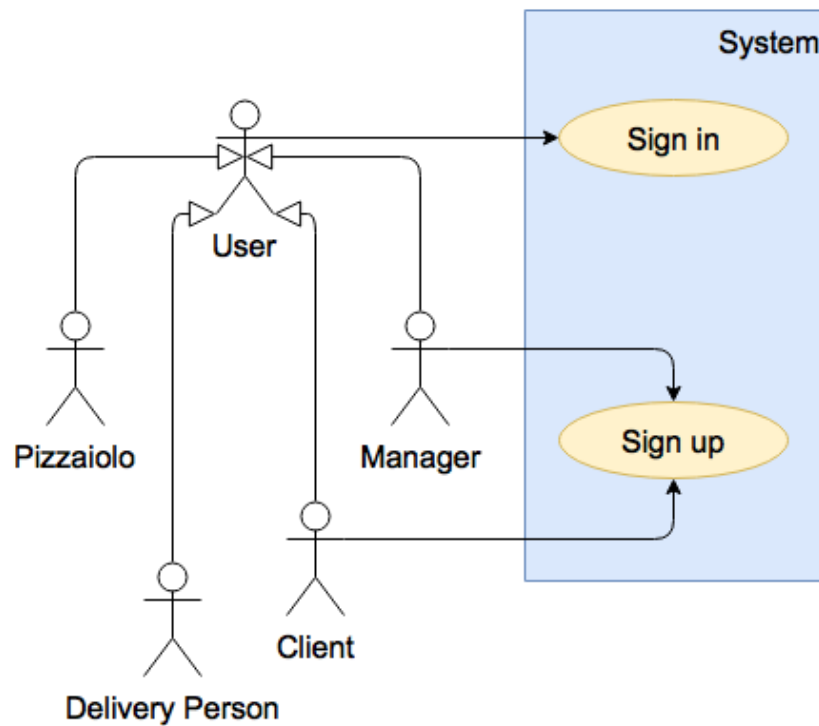 System
Sign in
User
Pizzaiolo
Manager
Sign up
Client
Delivery Person